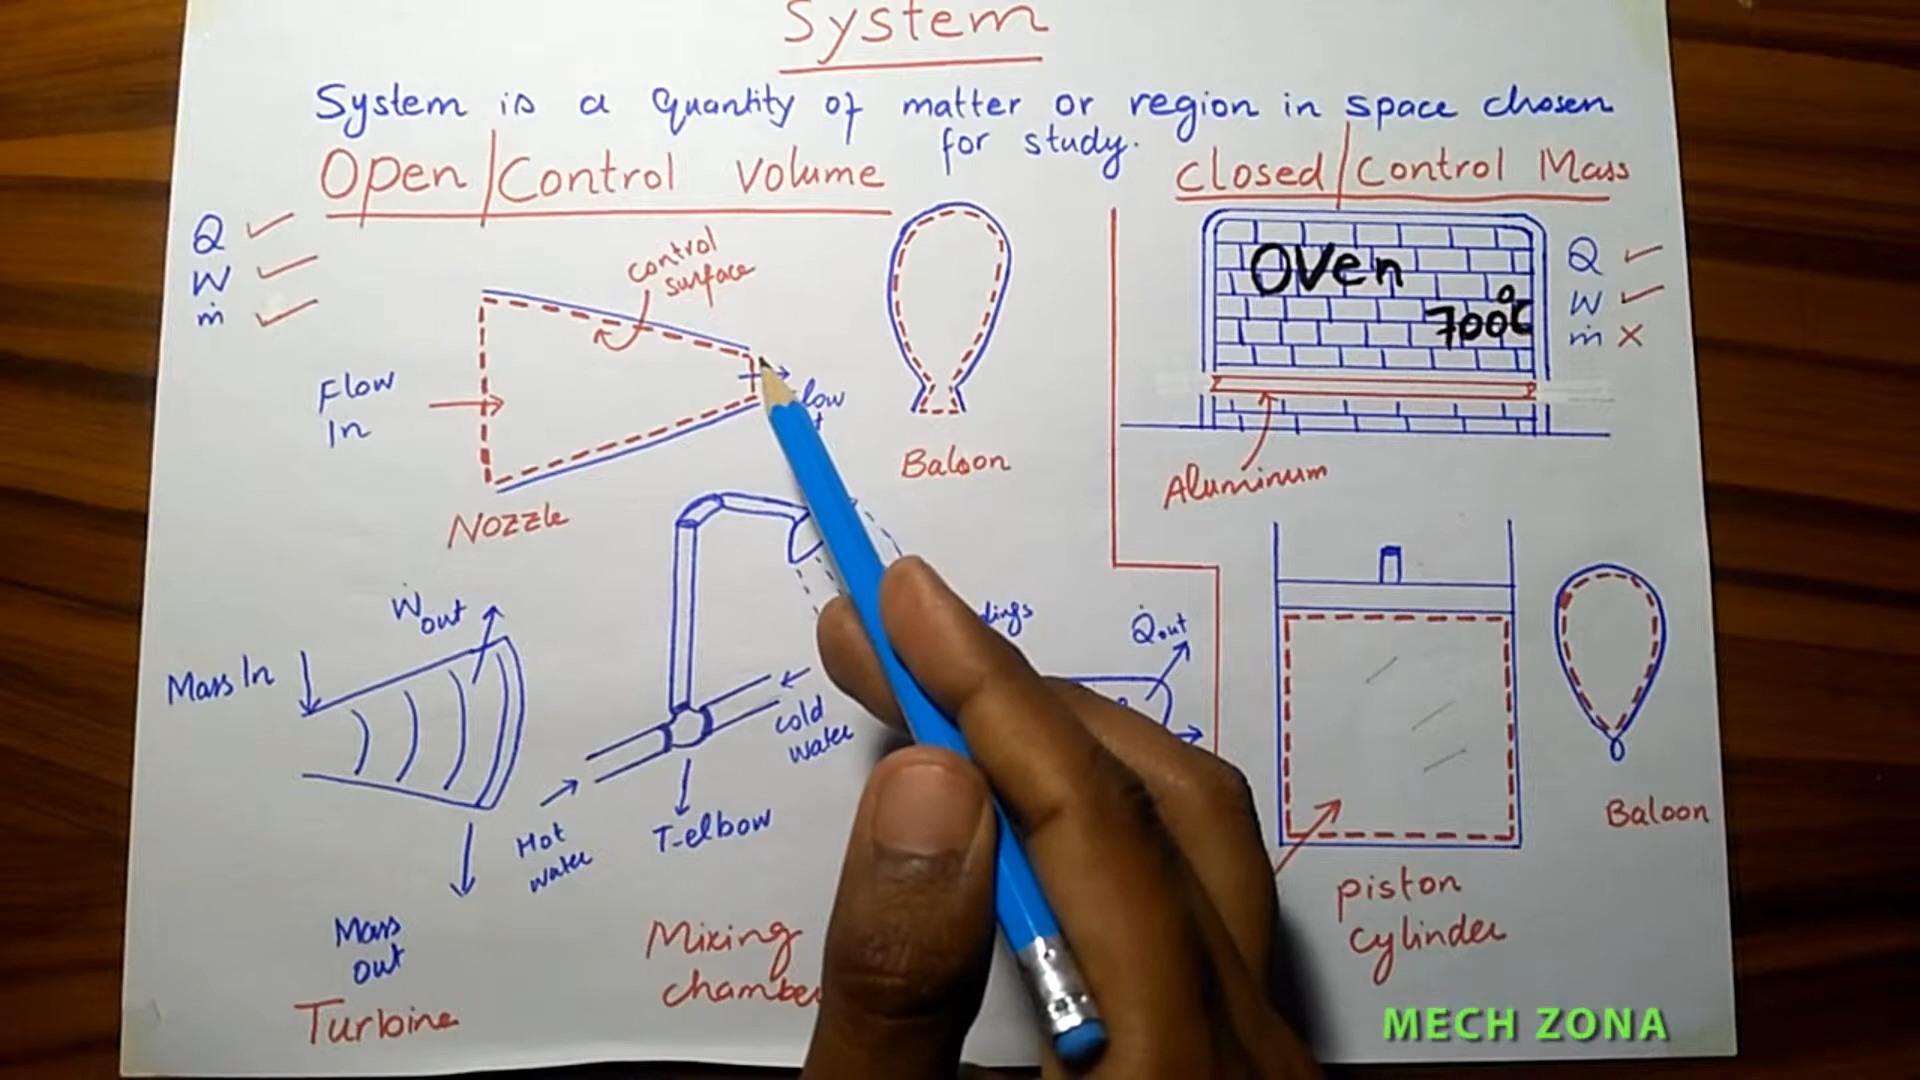 System
System is a quantity of matter or region in space chosen
for study.
Open/Control Volume
Closed/Control Mass
Q
W
ṁ
control
surface
Flow
In
Nozzle
Baloon
OVen
700°C
Q
W
ṁ
Aluminum
Wout
Mass In
Mass
out
Turbine
Hot
water
cold
water
T-elbow
Mixing
Q̇out
piston
cylinder
Baloon
MECH ZONA